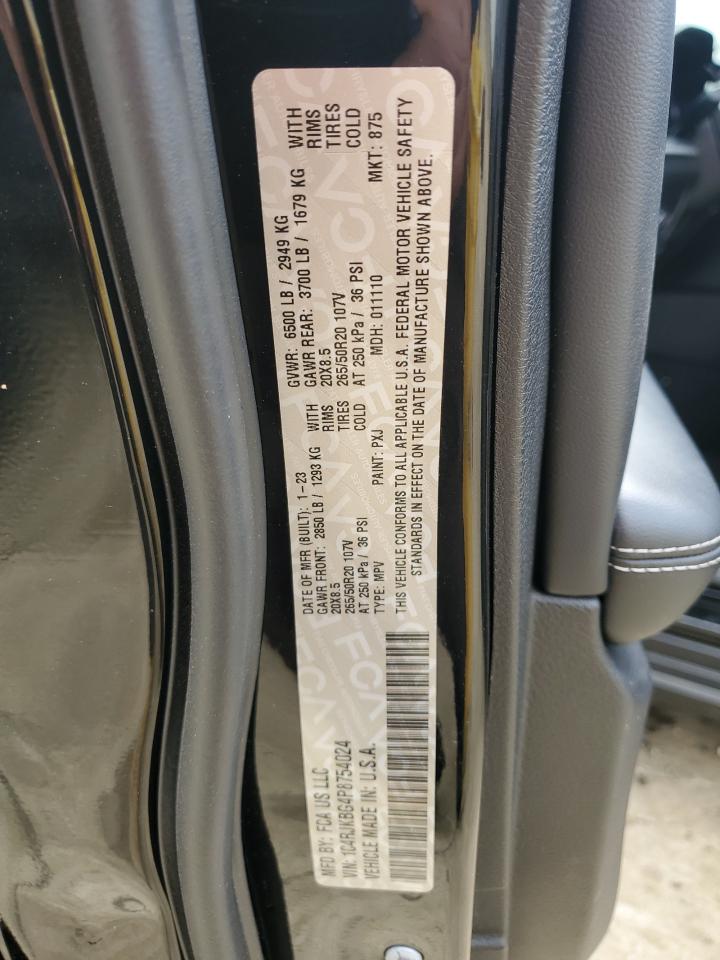 MFD BY: FCA US LLC
DATE OF MFR (BUILT): 1-23
GVWR: 6500 LB / 2949 KG
GAWR FRONT: 2850 LB / 1293 KG WITH
GAWR REAR: 3700 LB / 1679 KG WITH
20X8.5 RIMS
20X8.5 RIMS
265/50R20 107V TIRES
265/50R20 107V TIRES
AT 250 kPa / 36 PSI COLD
AT 250 kPa / 36 PSI COLD
VIN: 1C4RJKBG4P8754024
TYPE: MPV
PAINT: PXJ
MDH: 011110
MKT: 875
VEHICLE MADE IN: U.S.A.
THIS VEHICLE CONFORMS TO ALL APPLICABLE U.S.A. FEDERAL MOTOR VEHICLE SAFETY
STANDARDS IN EFFECT ON THE DATE OF MANUFACTURE SHOWN ABOVE.